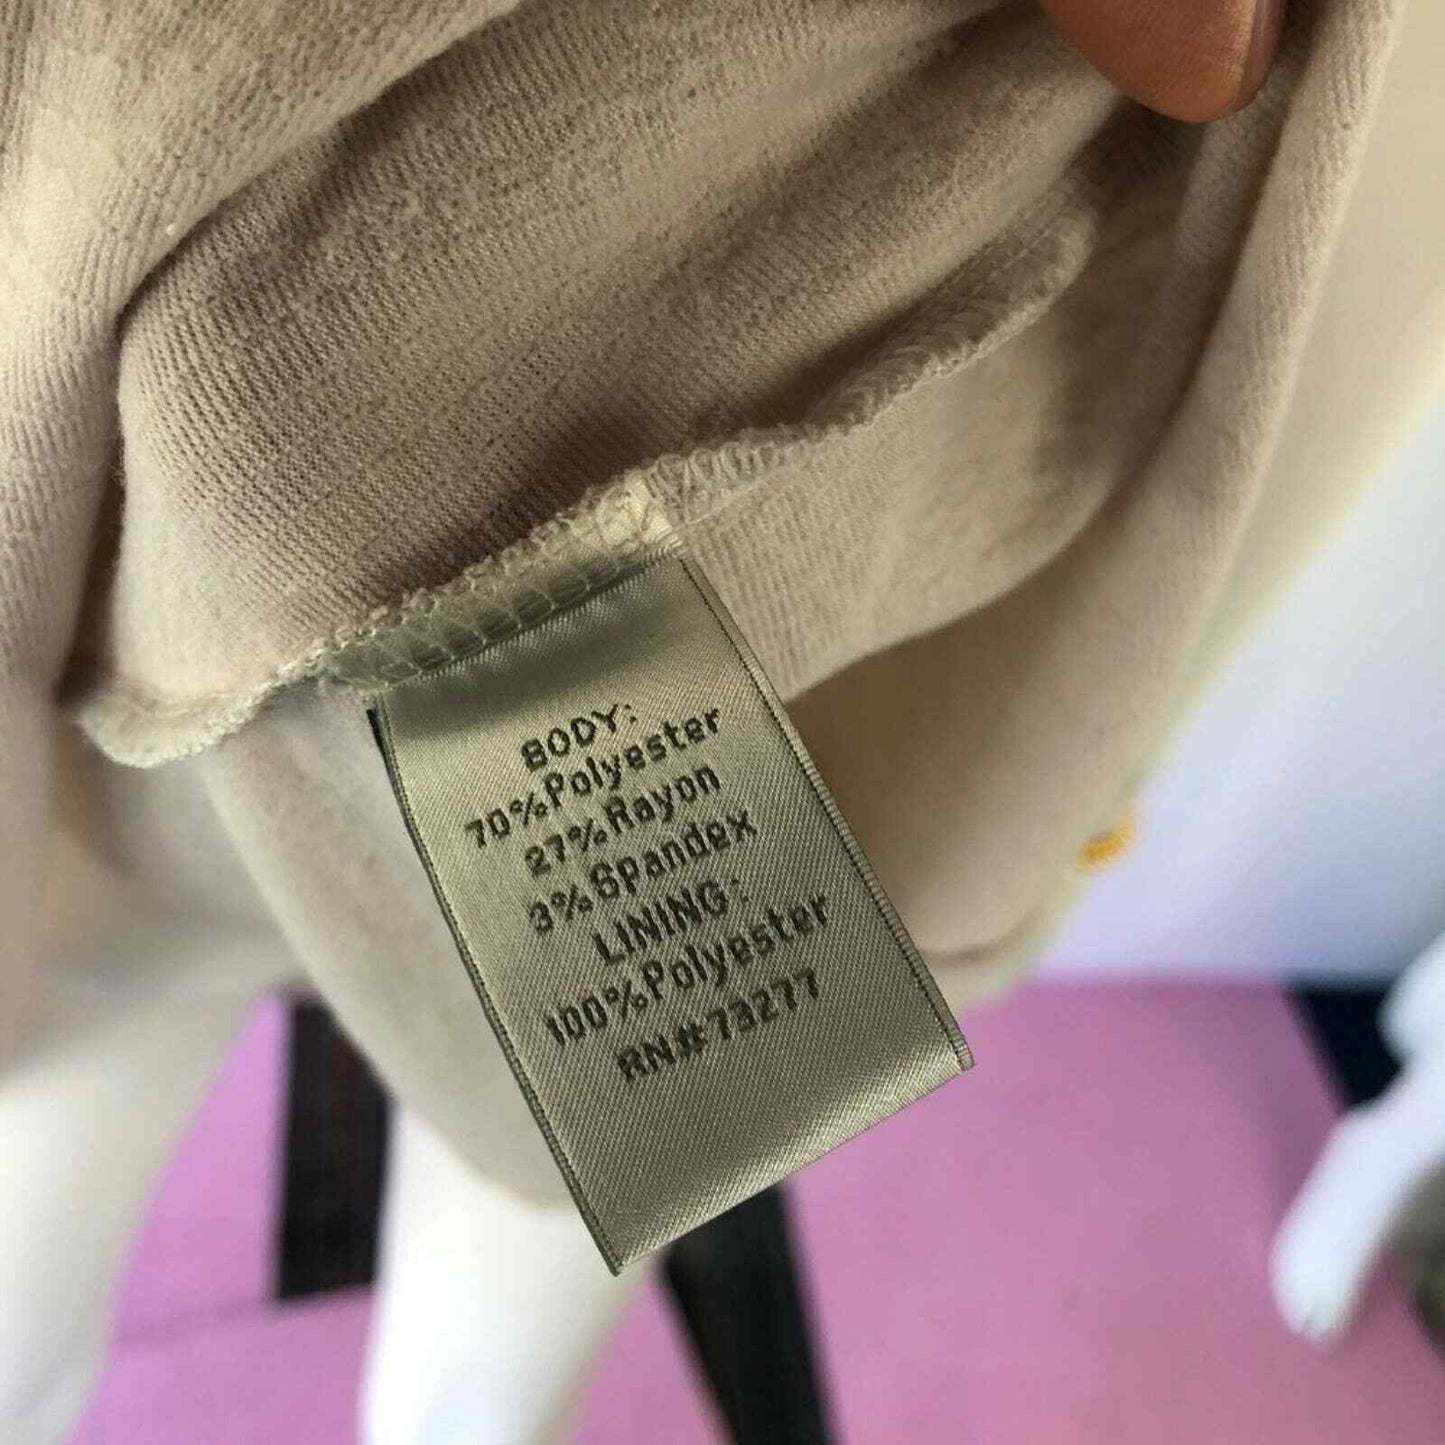 BODY:
70%Polyester
27%Rayon
3%Spandex
LINING:
100%Polyester
RN#73277